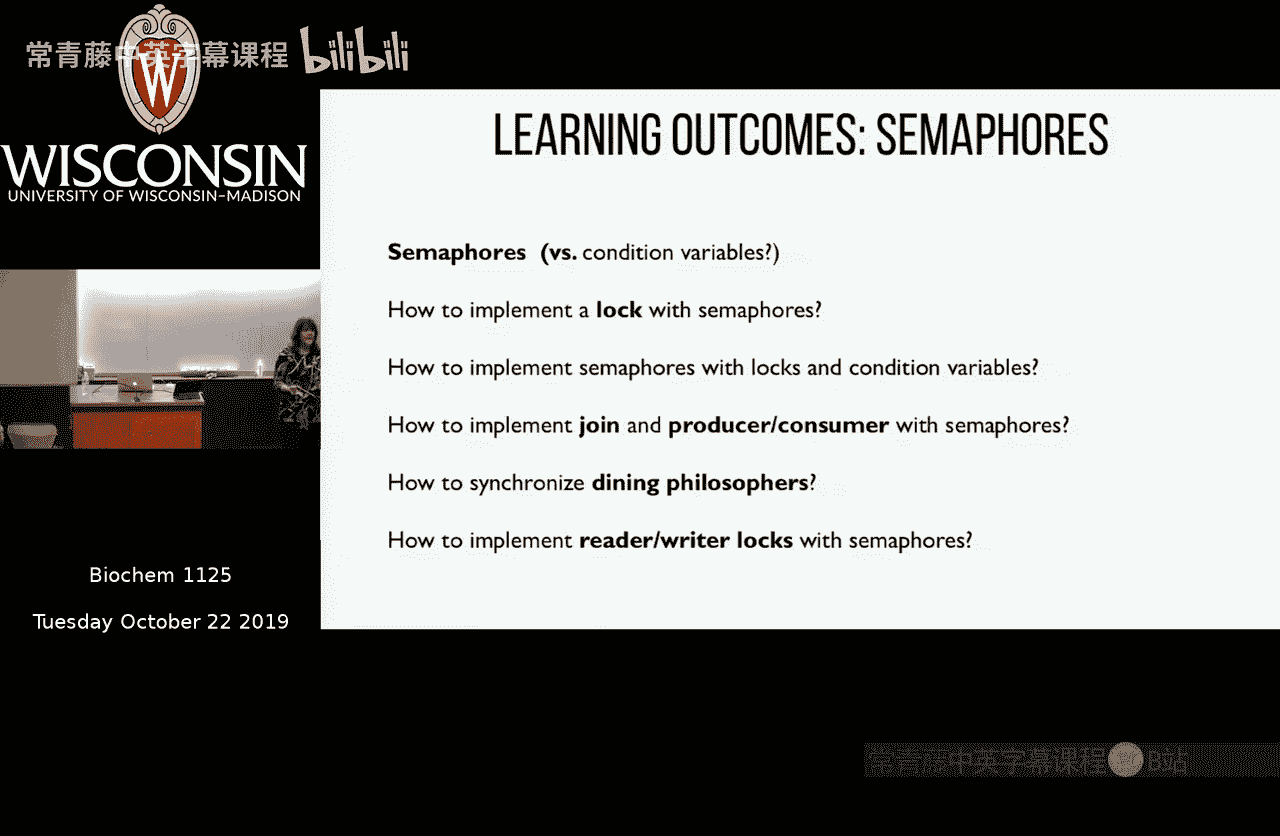 常青藤中英字幕课程 bilibili
W
WISCONSIN
UNIVERSITY OF WISCONSIN–MADISON
LEARNING OUTCOMES: SEMAPHORES
Semaphores (vs. condition variables?)
How to implement a lock with semaphores?
How to implement semaphores with locks and condition variables?
How to implement join and producer/consumer with semaphores?
How to synchronize dining philosophers?
How to implement reader/writer locks with semaphores?
Biochem 1125
Tuesday October 22 2019
常青藤中英字幕课程 B站